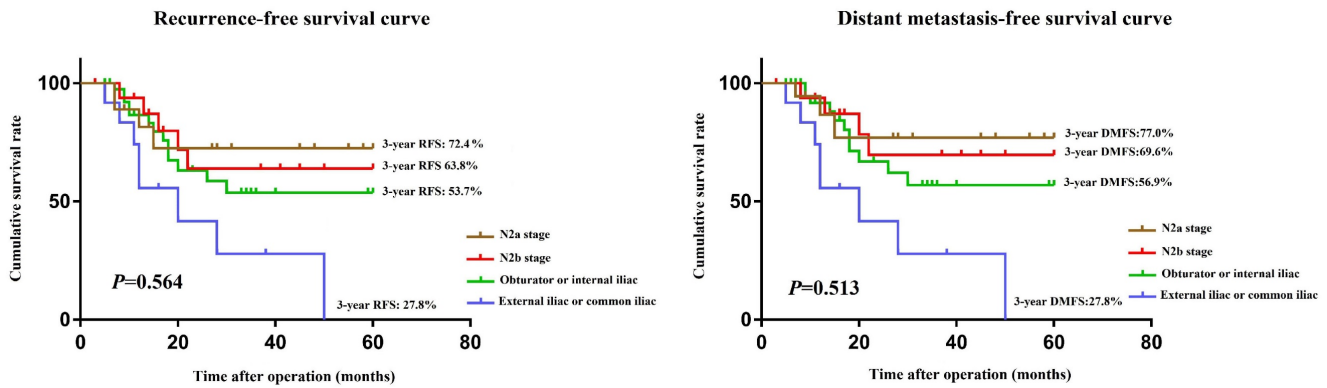 Recurrence-free survival curve
Cumulative survival rate
100
50
0
0 20 40 60 80
Time after operation (months)
3-year RFS: 72.4%
3-year RFS 63.8%
3-year RFS: 53.7%
3-year RFS: 27.8%
P=0.564
N2a stage
N2b stage
Obturator or internal iliac
External iliac or common iliac
Distant metastasis-free survival curve
Cumulative survival rate
100
50
0
0 20 40 60 80
Time after operation (months)
3-year DMFS: 77.0%
3-year DMFS:69.6%
3-year DMFS:56.9%
3-year DMFS:27.8%
P=0.513
N2a stage
N2b stage
Obturator or internal iliac
External iliac or common iliac